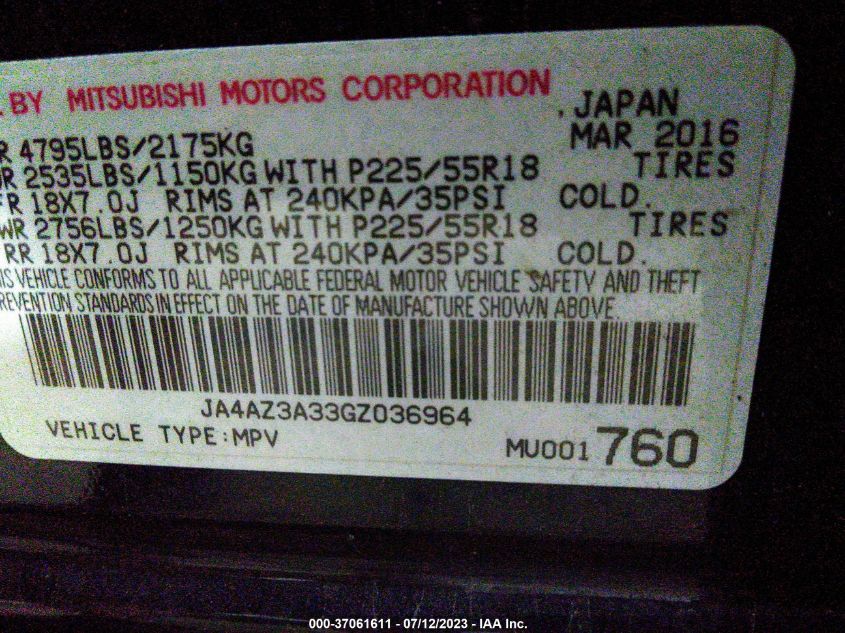 BY MITSUBISHI MOTORS CORPORATION
. JAPAN
R 4795LBS/2175KG MAR 2016
R 2535LBS/1150KG WITH P225/55R18 TIRES
R 18X7.0J RIMS AT 240KPA/35PSI COLD.
WR 2756LBS/1250KG WITH P225/55R18 TIRES
RR 18X7.0J RIMS AT 240KPA/35PSI COLD.
IS VEHICLE CONFORMS TO ALL APPLICABLE FEDERAL MOTOR VEHICLE SAFETY AND THEFT
REVENTION STANDARDS IN EFFECT ON THE DATE OF MANUFACTURE SHOWN ABOVE.
JA4AZ3A33GZ036964
VEHICLE TYPE:MPV MU001 760
000-37061611 - 07/12/2023 - IAA Inc.